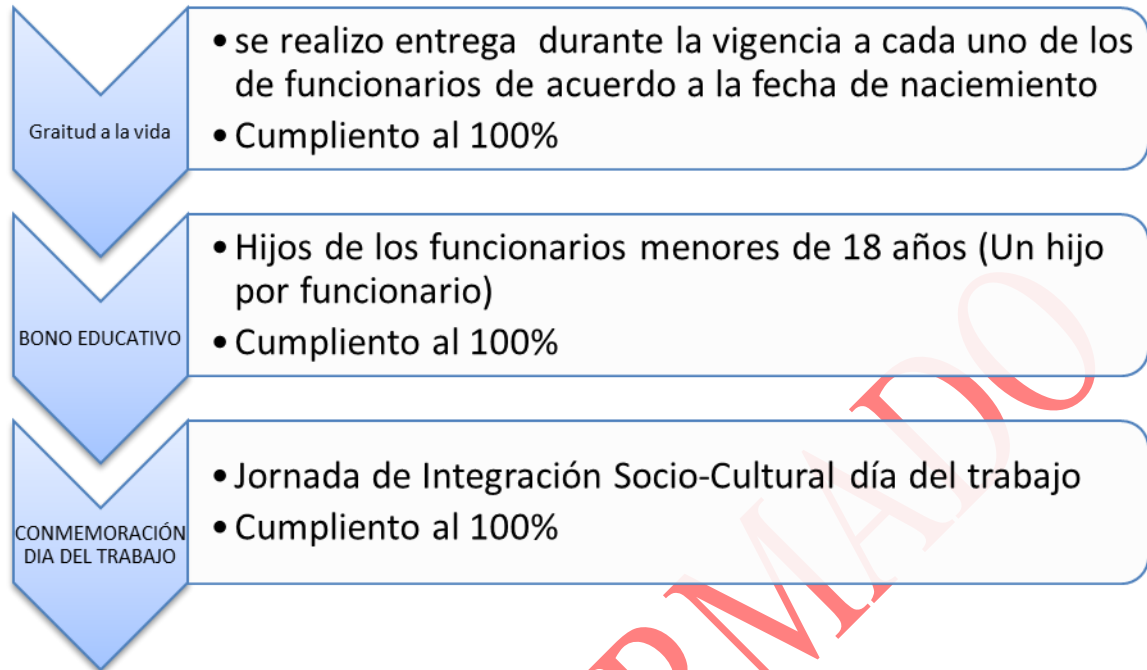 Graitud a la vida
• se realizo entrega durante la vigencia a cada uno de los
de funcionarios de acuerdo a la fecha de naciemiento
• Cumpliento al 100%
BONO EDUCATIVO
• Hijos de los funcionarios menores de 18 años (Un hijo
por funcionario)
• Cumpliento al 100%
CONMEMORACIÓN
DIA DEL TRABAJO
• Jornada de Integración Socio-Cultural día del trabajo
• Cumpliento al 100%
RMADO